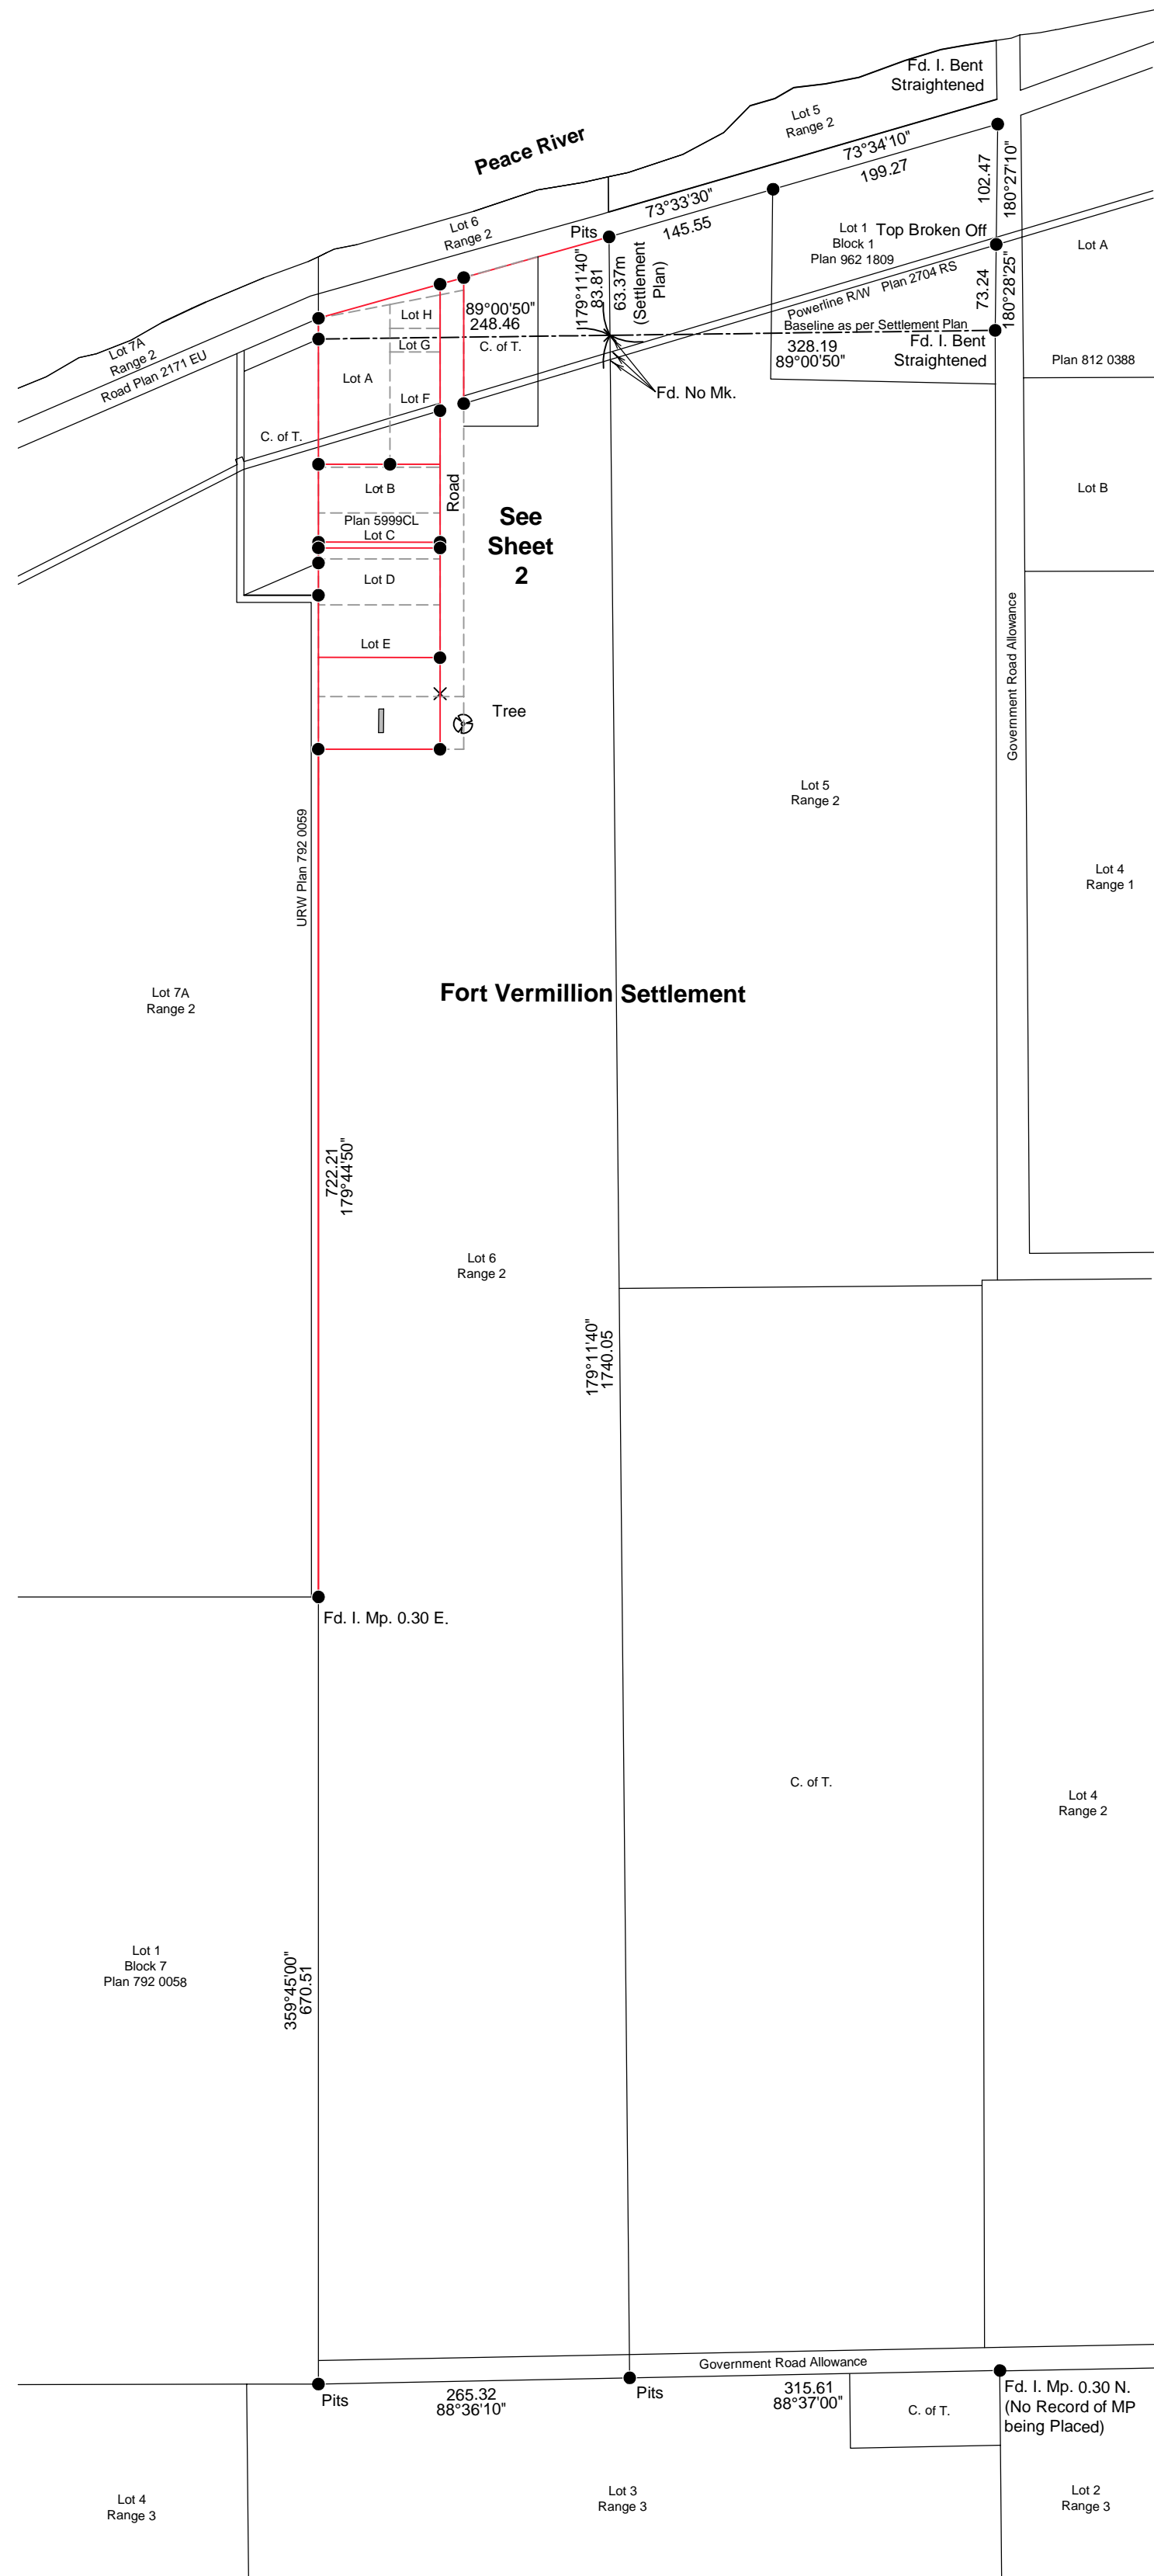 Fd. I. Bent
Straightened
Lot 5
Range 2
Peace River
73°34'10"
199.27
102.47
180°27'10"
73°33'30"
145.55
Lot 6
Range 2
Pits
Lot 1
Block 1
Plan 962 1809
Top Broken Off
Lot A
179°11'40"
83.81
63.37m
(Settlement
Plan)
Powerline R/W Plan 2704 RS
73.24
180°28'25"
89°00'50"
248.46
Lot H
Baseline as per Settlement Plan
328.19
89°00'50"
Fd. I. Bent
Straightened
Lot G
C. of T.
Lot 7A
Range 2
Road Plan 2171 EU
Plan 812 0388
Lot A
Fd. No Mk.
Lot F
C. of T.
Lot B
Road
Lot B
See
Sheet
2
Plan 5999CL
Lot C
Lot D
Lot E
Government Road Allowance
Tree
Lot 5
Range 2
URW Plan 792 0059
Lot 4
Range 1
Lot 7A
Range 2
Fort Vermillion Settlement
722.21
179°44'50"
Lot 6
Range 2
179°11'40"
1740.05
Fd. I. Mp. 0.30 E.
C. of T.
Lot 4
Range 2
Lot 1
Block 7
Plan 792 0058
359°45'00"
670.51
Government Road Allowance
Pits
265.32
88°36'10"
Pits
315.61
88°37'00"
Fd. I. Mp. 0.30 N.
(No Record of MP
being Placed)
C. of T.
Lot 4
Range 3
Lot 3
Range 3
Lot 2
Range 3